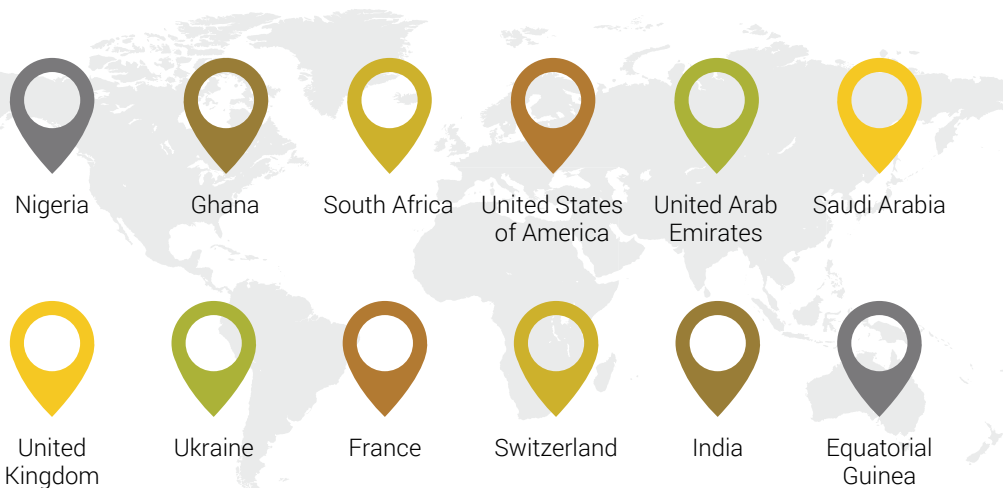 Nigeria
Ghana
South Africa
United States
of America
United Arab
Emirates
Saudi Arabia
United
Kingdom
Ukraine
France
Switzerland
India
Equatorial
Guinea